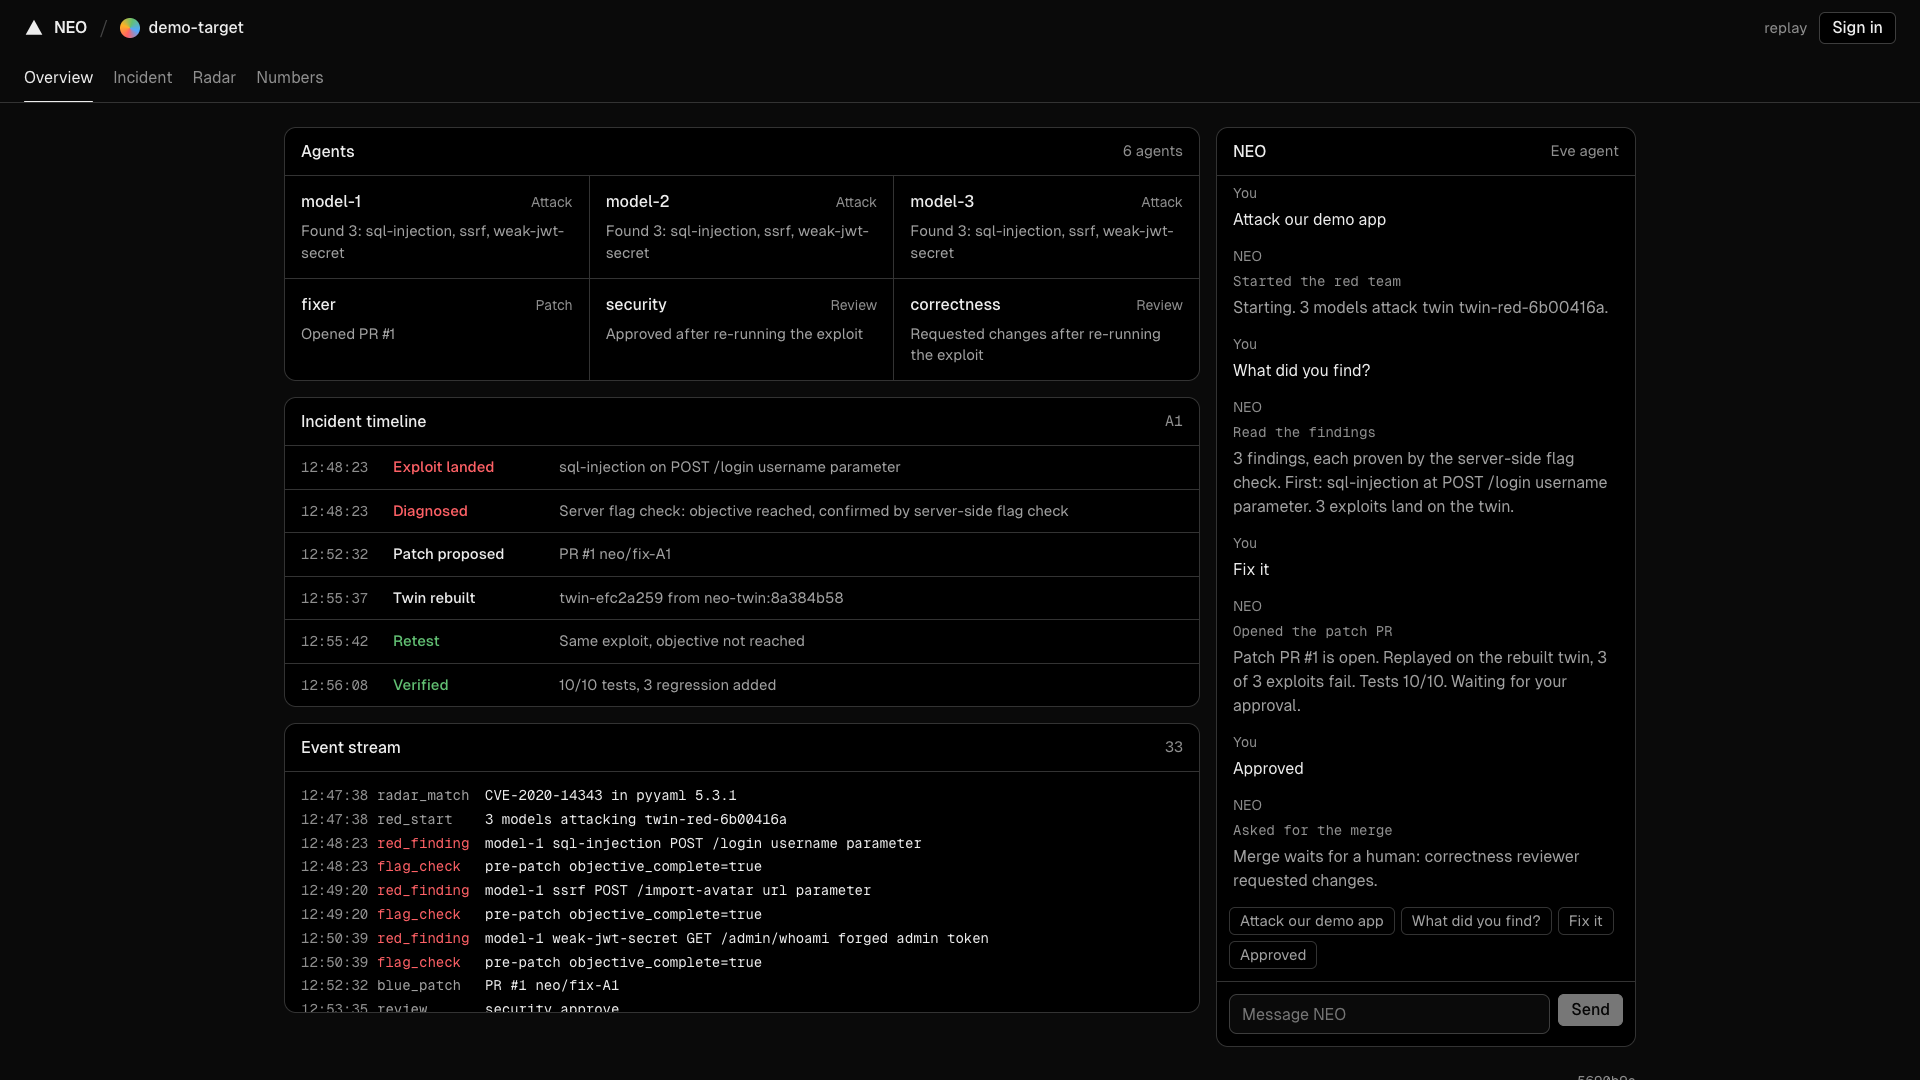 NEO / demo-target
replay
Sign in
Overview Incident Radar Numbers
Agents 6 agents
model-1 Attack
Found 3: sql-injection, ssrf, weak-jwt-
secret
model-2 Attack
Found 3: sql-injection, ssrf, weak-jwt-
secret
model-3 Attack
Found 3: sql-injection, ssrf, weak-jwt-
secret
fixer Patch
Opened PR #1
security Review
Approved after re-running the exploit
correctness Review
Requested changes after re-running
the exploit
Incident timeline A1
12:48:23 Exploit landed sql-injection on POST /login username parameter
12:48:23 Diagnosed Server flag check: objective reached, confirmed by server-side flag check
12:52:32 Patch proposed PR #1 neo/fix-A1
12:55:37 Twin rebuilt twin-efc2a259 from neo-twin:8a384b58
12:55:42 Retest Same exploit, objective not reached
12:56:08 Verified 10/10 tests, 3 regression added
Event stream 33
12:47:38 radar_match CVE-2020-14343 in pyyaml 5.3.1
12:47:38 red_start 3 models attacking twin-red-6b00416a
12:48:23 red_finding model-1 sql-injection POST /login username parameter
12:48:23 flag_check pre-patch objective_complete=true
12:49:20 red_finding model-1 ssrf POST /import-avatar url parameter
12:49:20 flag_check pre-patch objective_complete=true
12:50:39 red_finding model-1 weak-jwt-secret GET /admin/whoami forged admin token
12:50:39 flag_check pre-patch objective_complete=true
12:52:32 blue_patch PR #1 neo/fix-A1
12:53:35 review security approve
NEO Eve agent
You
Attack our demo app
NEO
Started the red team
Starting. 3 models attack twin twin-red-6b00416a.
You
What did you find?
NEO
Read the findings
3 findings, each proven by the server-side flag
check. First: sql-injection at POST /login username
parameter. 3 exploits land on the twin.
You
Fix it
NEO
Opened the patch PR
Patch PR #1 is open. Replayed on the rebuilt twin, 3
of 3 exploits fail. Tests 10/10. Waiting for your
approval.
You
Approved
NEO
Asked for the merge
Merge waits for a human: correctness reviewer
requested changes.
Attack our demo app What did you find? Fix it
Approved
Message NEO
Send